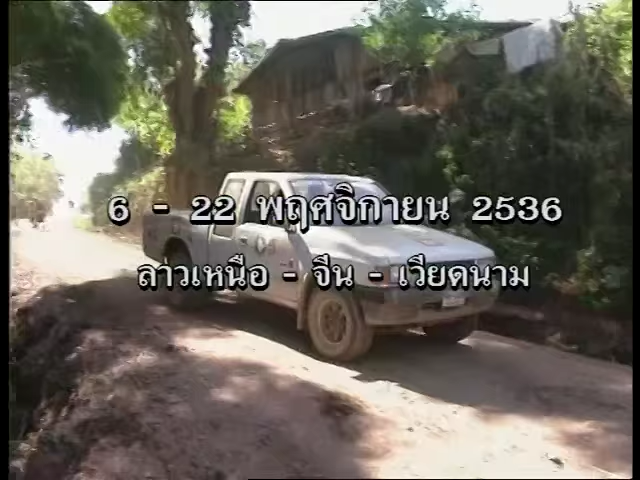 6 - 22 พฤศจิกายน 2536
ลาวเหนือ - จีน - เวียดนาม